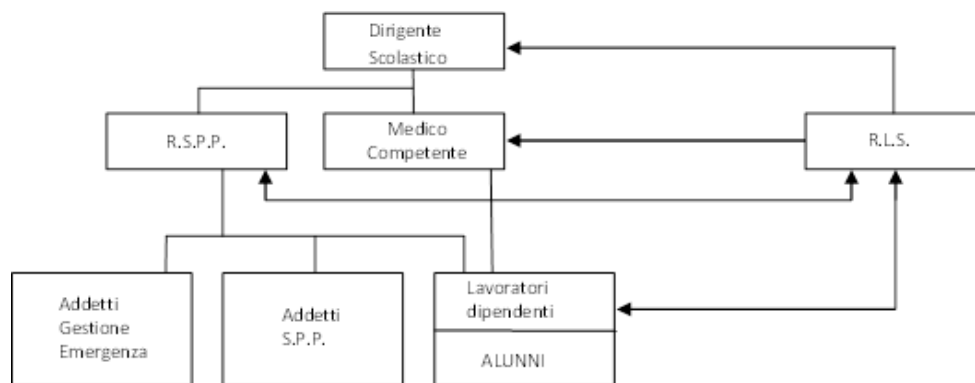 Dirigente
Scolastico
R.S.P.P.
Medico
Competente
R.L.S.
Addetti
Gestione
Emergenza
Addetti
S.P.P.
Lavoratori
dipendenti
ALUNNI